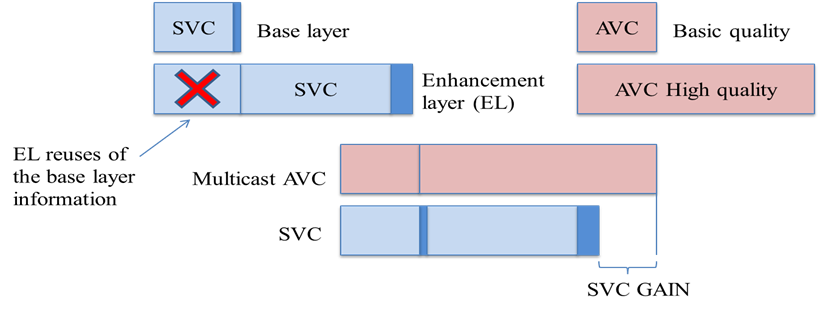 SVC
Base layer
AVC
Basic quality
SVC
Enhancement
layer (EL)
AVC High quality
EL reuses of
the base layer
information
Multicast AVC
SVC
SVC GAIN